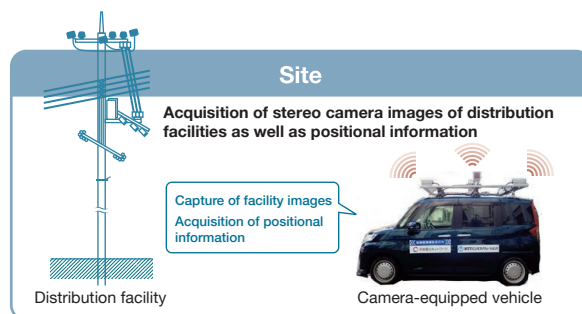 Site
Acquisition of stereo camera images of distribution
facilities as well as positional information
Capture of facility images
Acquisition of positional
information
Distribution facility
Camera-equipped vehicle